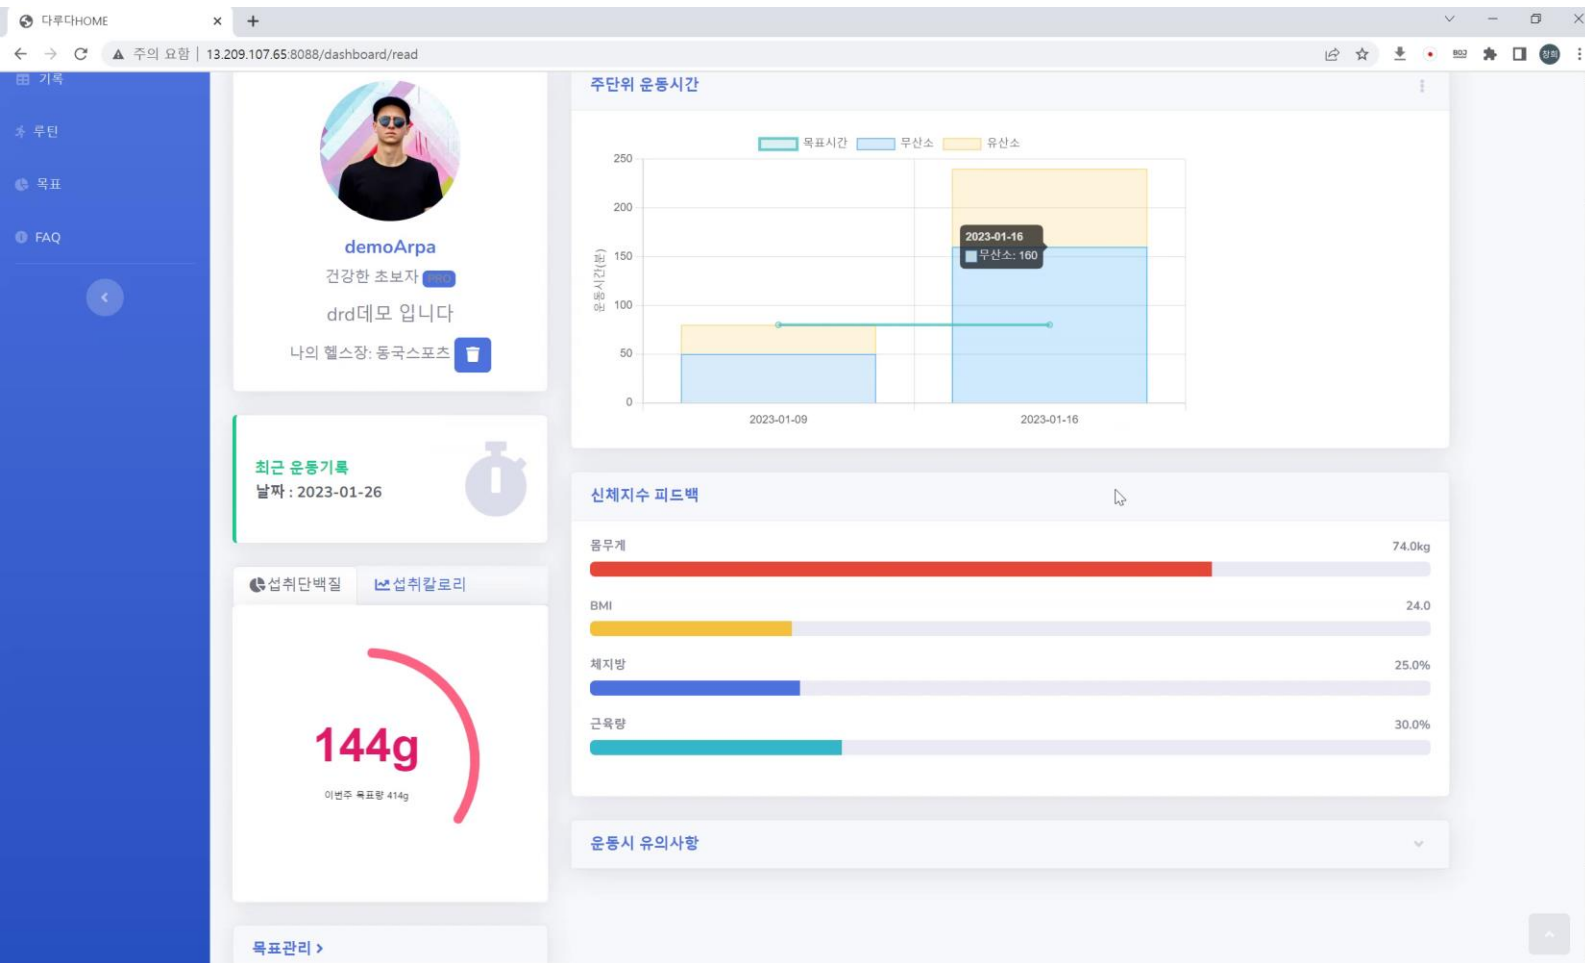 다루다HOME
주의 요함 | 13.209.107.65:8088/dashboard/read
기록
루틴
목표
FAQ
demoArpa
건강한 초보자 PRO
drd데모 입니다
나의 헬스장: 동국스포츠
최근 운동기록
날짜 : 2023-01-26
섭취단백질
섭취칼로리
144g
이번주 목표량 414g
목표관리
주단위 운동시간
목표시간 무산소 유산소
운동시간(분)
250
200
150
100
50
0
2023-01-16
무산소: 160
2023-01-09
2023-01-16
신체지수 피드백
몸무게 74.0kg
BMI 24.0
체지방 25.0%
근육량 30.0%
운동시 유의사항